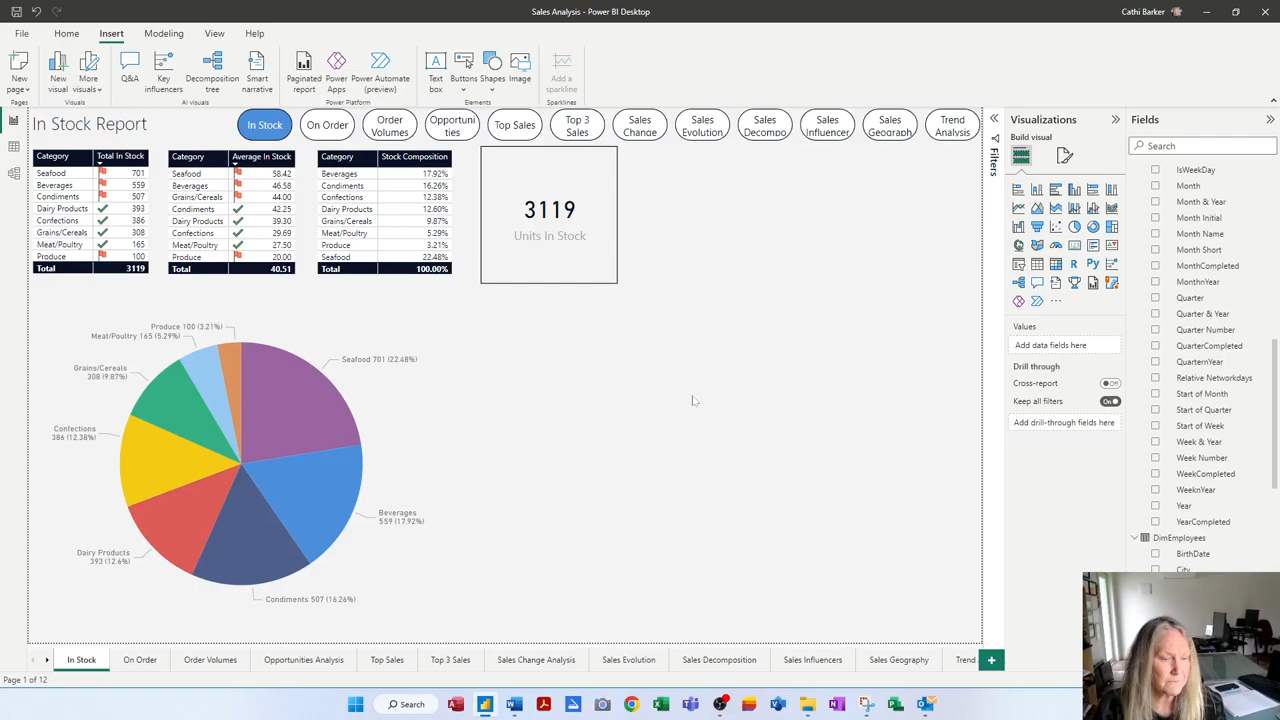 Sales Analysis - Power BI Desktop
Cathi Barker
File Home Insert Modeling View Help
New page
New visual
More visuals
Q&A
Key influencers
Decomposition tree
Smart narrative
Paginated report
Power Apps
Power Automate (preview)
Text box
Buttons
Shapes
Image
Add a sparkline
Pages
Visuals
AI visuals
Power Platform
Elements
Sparklines
In Stock Report
In Stock
On Order
Order Volumes
Opportuni ties
Top Sales
Top 3 Sales
Sales Change
Sales Evolution
Sales Decompo
Sales Influencer
Sales Geograph
Trend Analysis
Category Total In Stock
Seafood 701
Beverages 559
Condiments 507
Dairy Products 393
Confections 386
Grains/Cereals 308
Meat/Poultry 165
Produce 100
Total 3119
Category Average In Stock
Seafood 58.42
Beverages 46.58
Grains/Cereals 44.00
Condiments 42.25
Dairy Products 39.30
Confections 29.69
Meat/Poultry 27.50
Produce 20.00
Total 40.51
Category Stock Composition
Beverages 17.92%
Condiments 16.26%
Confections 12.38%
Dairy Products 12.60%
Grains/Cereals 9.87%
Meat/Poultry 5.29%
Produce 3.21%
Seafood 22.48%
Total 100.00%
3119
Units In Stock
Produce 100 (3.21%)
Meat/Poultry 165 (5.29%)
Grains/Cereals
308 (9.87%)
Confections
386 (12.38%)
Dairy Products
393 (12.6%)
Condiments 507 (16.26%)
Beverages
559 (17.92%)
Seafood 701 (22.48%)
Filters
Visualizations
Build visual
R Py
Values
Add data fields here
Drill through
Cross-report Off
Keep all filters On
Add drill-through fields here
Fields
Search
IsWeekDay
Month
Month & Year
Month Initial
Month Name
Month Short
MonthCompleted
MonthnYear
Quarter
Quarter & Year
Quarter Number
QuarterCompleted
QuarternYear
Relative Networkdays
Start of Month
Start of Quarter
Start of Week
Week & Year
Week Number
WeekCompleted
WeeknYear
Year
YearCompleted
DimEmployees
BirthDate
City
In Stock On Order Order Volumes Opportunities Analysis Top Sales Top 3 Sales Sales Change Analysis Sales Evolution Sales Decomposition Sales Influencers Sales Geography Trend
Page 1 of 12
Search